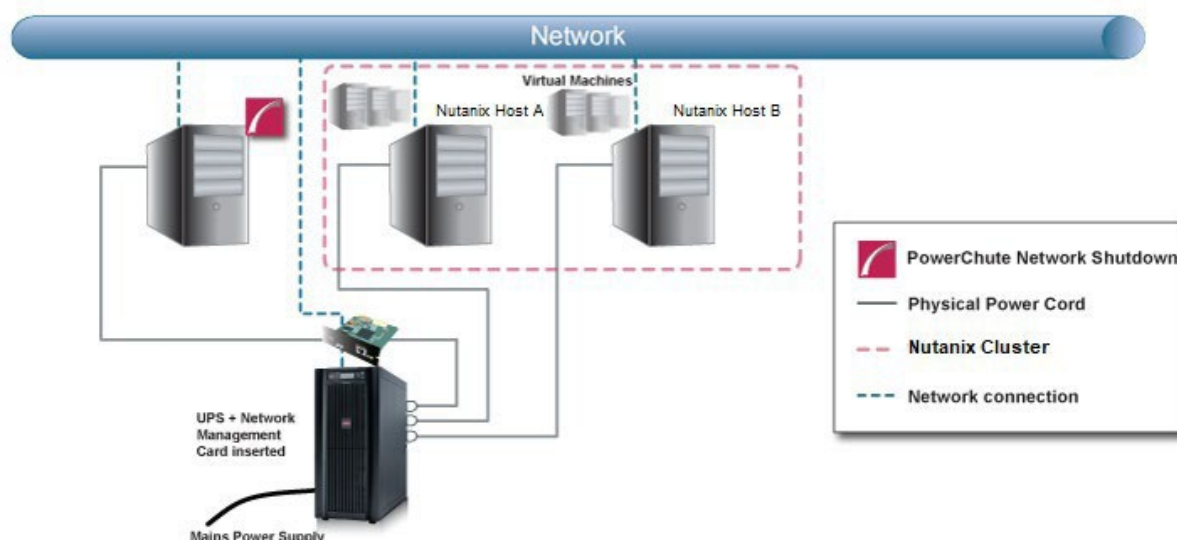 Network
Virtual Machines
Nutanix Host A
Nutanix Host B
PowerChute Network Shutdown
Physical Power Cord
Nutanix Cluster
Network connection
UPS + Network
Management
Card inserted
Mains Power Supply